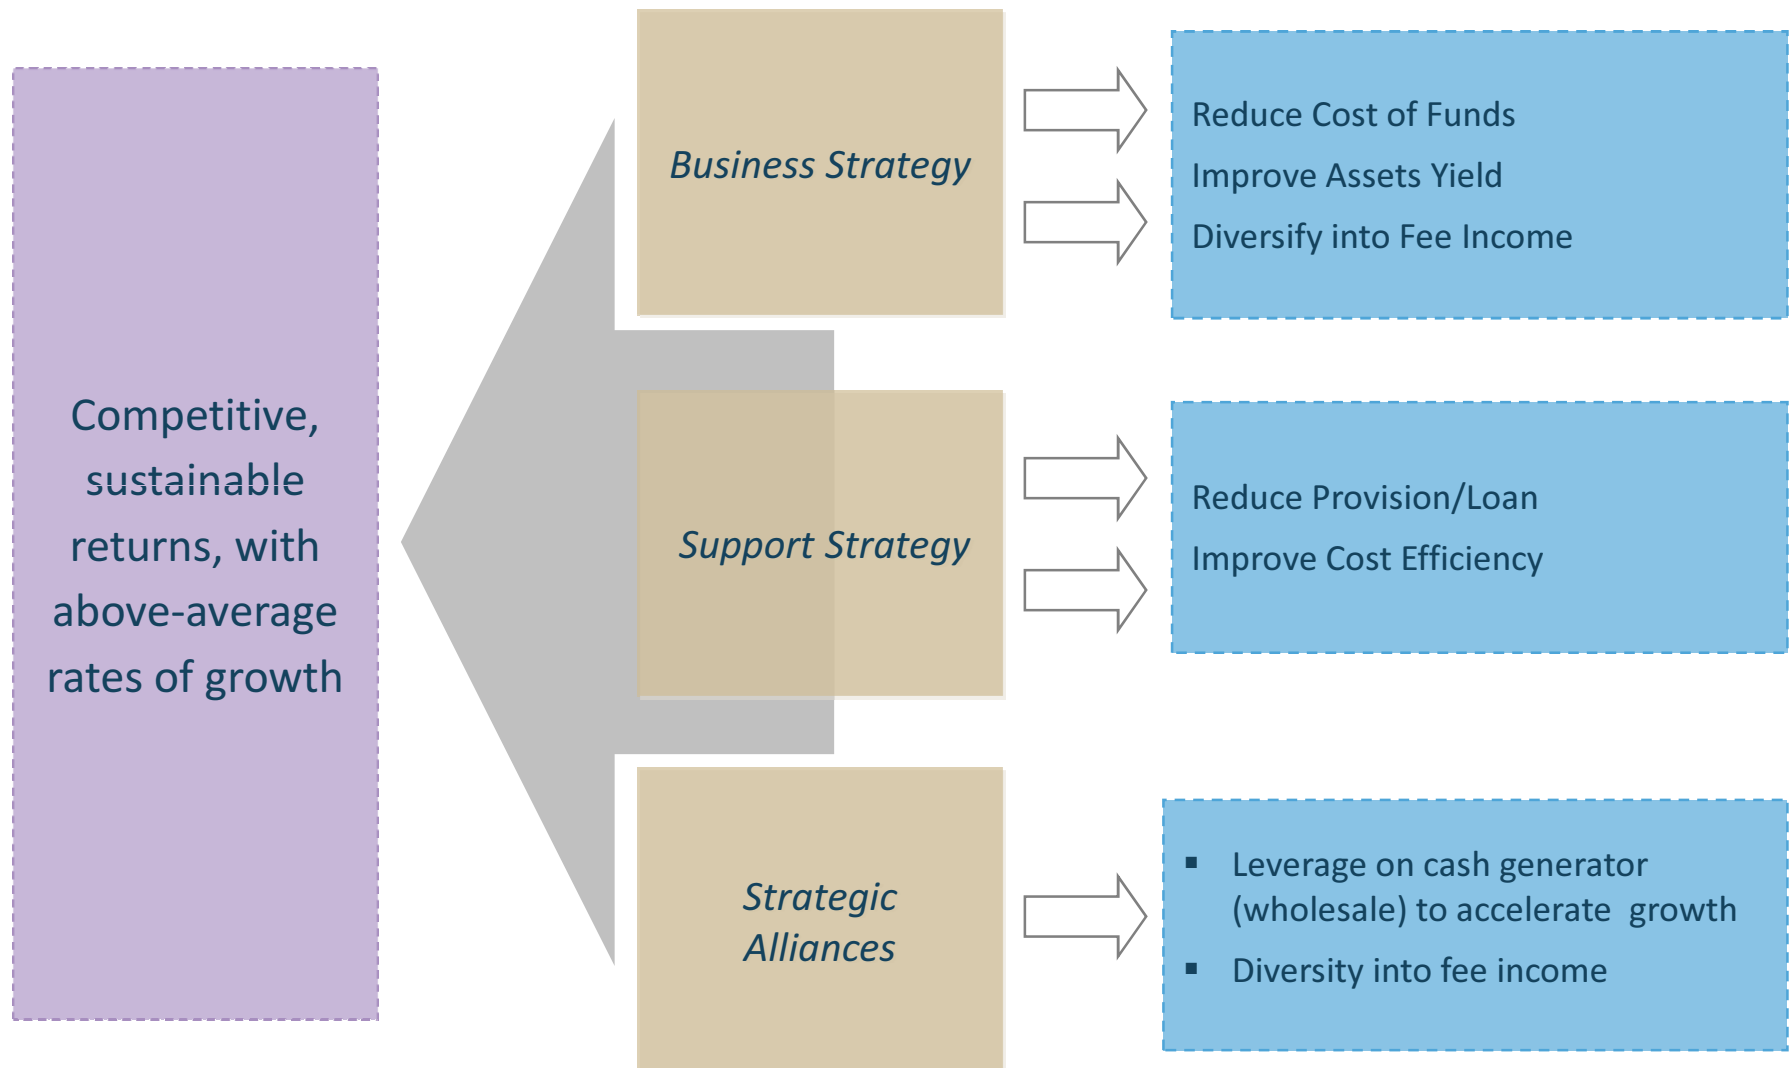 Competitive,
sustainable
returns, with
above-average
rates of growth
Business Strategy
Reduce Cost of Funds
Improve Assets Yield
Diversify into Fee Income
Support Strategy
Reduce Provision/Loan
Improve Cost Efficiency
Strategic
Alliances
▪ Leverage on cash generator
(wholesale) to accelerate growth
▪ Diversity into fee income